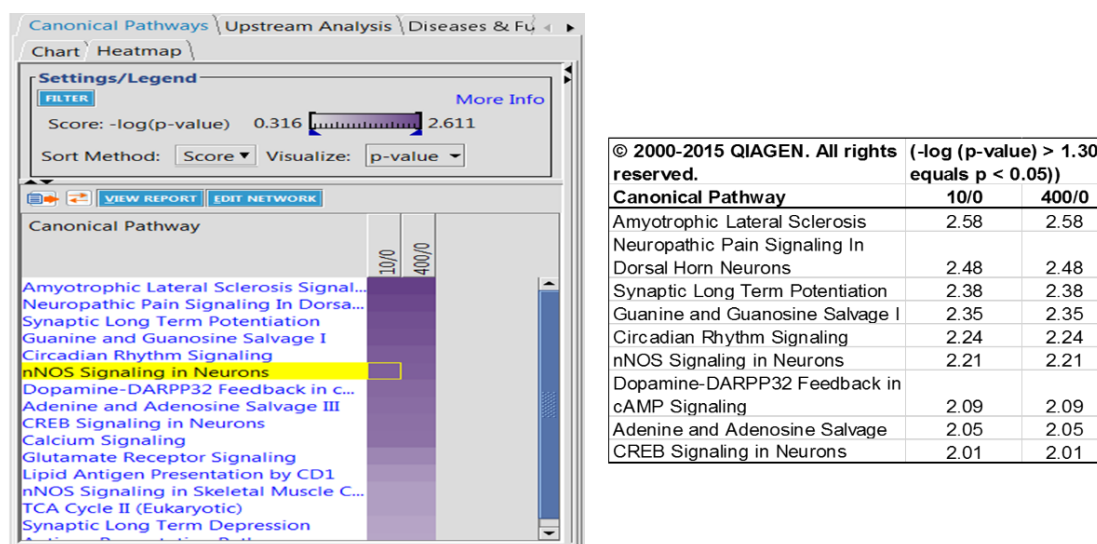 Canonical Pathways Upstream Analysis Diseases & Fu
Chart Heatmap
Settings/Legend
FILTER
More Info
Score: -log(p-value) 0.316 2.611
Sort Method: Score Visualize: p-value
VIEW REPORT EDIT NETWORK
Canonical Pathway
10/0 400/0
Amyotrophic Lateral Sclerosis Signal...
Neuropathic Pain Signaling In Dorsa...
Synaptic Long Term Potentiation
Guanine and Guanosine Salvage I
Circadian Rhythm Signaling
nNOS Signaling in Neurons
Dopamine-DARPP32 Feedback in c...
Adenine and Adenosine Salvage III
CREB Signaling in Neurons
Calcium Signaling
Glutamate Receptor Signaling
Lipid Antigen Presentation by CD1
nNOS Signaling in Skeletal Muscle C...
TCA Cycle II (Eukaryotic)
Synaptic Long Term Depression
© 2000-2015 QIAGEN. All rights (-log (p-value) > 1.30
reserved. equals p < 0.05))
Canonical Pathway 10/0 400/0
Amyotrophic Lateral Sclerosis 2.58 2.58
Neuropathic Pain Signaling In
Dorsal Horn Neurons 2.48 2.48
Synaptic Long Term Potentiation 2.38 2.38
Guanine and Guanosine Salvage I 2.35 2.35
Circadian Rhythm Signaling 2.24 2.24
nNOS Signaling in Neurons 2.21 2.21
Dopamine-DARPP32 Feedback in
cAMP Signaling 2.09 2.09
Adenine and Adenosine Salvage 2.05 2.05
CREB Signaling in Neurons 2.01 2.01